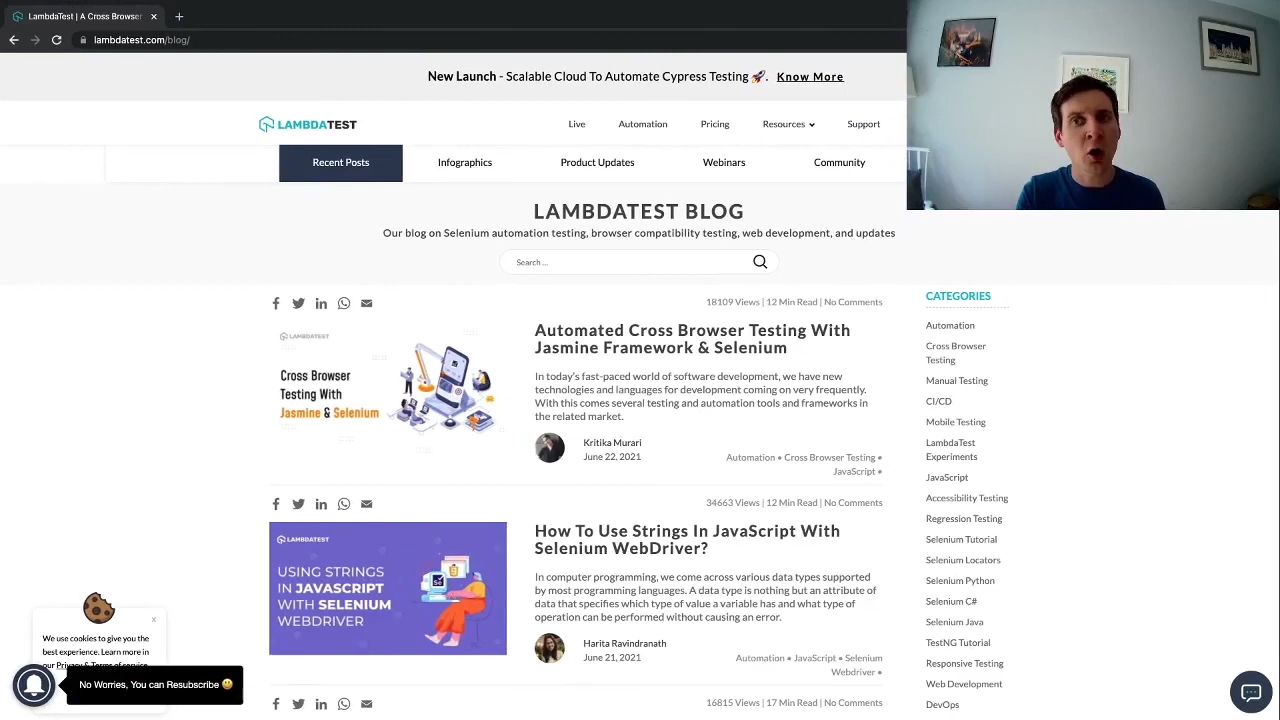 LambdaTest | A Cross Browser
lambdatest.com/blog/
New Launch - Scalable Cloud To Automate Cypress Testing 🚀. Know More
LAMBDATEST
Live Automation Pricing Resources Support
Recent Posts Infographics Product Updates Webinars Community
LAMBDATEST BLOG
Our blog on Selenium automation testing, browser compatibility testing, web development, and updates
Search ...
18109 Views | 12 Min Read | No Comments
LAMBDATEST
Cross Browser
Testing With
Jasmine & Selenium
Automated Cross Browser Testing With
Jasmine Framework & Selenium
In today's fast-paced world of software development, we have new
technologies and languages for development coming on very frequently.
With this comes several testing and automation tools and frameworks in
the related market.
Kritika Murari
June 22, 2021
Automation • Cross Browser Testing •
JavaScript •
34663 Views | 12 Min Read | No Comments
LAMBDATEST
USING STRINGS
IN JAVASCRIPT
WITH SELENIUM
WEBDRIVER
How To Use Strings In JavaScript With
Selenium WebDriver?
In computer programming, we come across various data types supported
by most programming languages. A data type is nothing but an attribute of
data that specifies which type of value a variable has and what type of
operation can be performed without causing an error.
Harita Ravindranath
June 21, 2021
Automation • JavaScript • Selenium
Webdriver •
16815 Views | 17 Min Read | No Comments
CATEGORIES
Automation
Cross Browser
Testing
Manual Testing
CI/CD
Mobile Testing
LambdaTest
Experiments
JavaScript
Accessibility Testing
Regression Testing
Selenium Tutorial
Selenium Locators
Selenium Python
Selenium C#
Selenium Java
TestNG Tutorial
Responsive Testing
Web Development
DevOps
We use cookies to give you the
best experience. Learn more in
our Privacy & Terms of service
No Worries, You can Resubscribe 😃